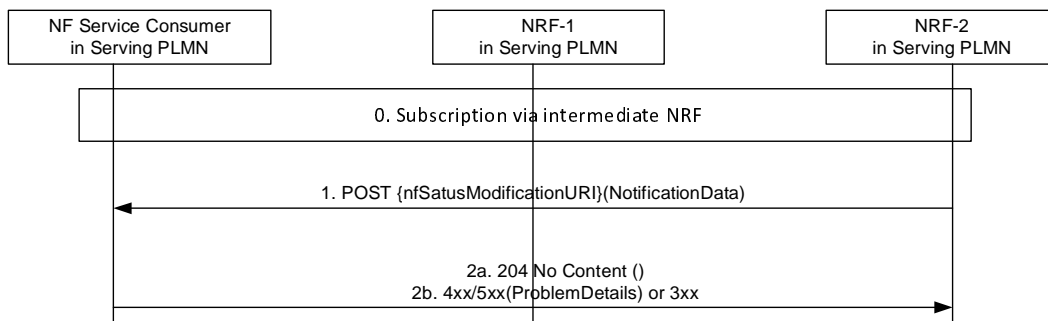 NF Service Consumer
in Serving PLMN
NRF-1
in Serving PLMN
NRF-2
in Serving PLMN
0. Subscription via intermediate NRF
1. POST {nfSatusModificationURI}(NotificationData)
2a. 204 No Content ()
2b. 4xx/5xx(ProblemDetails) or 3xx